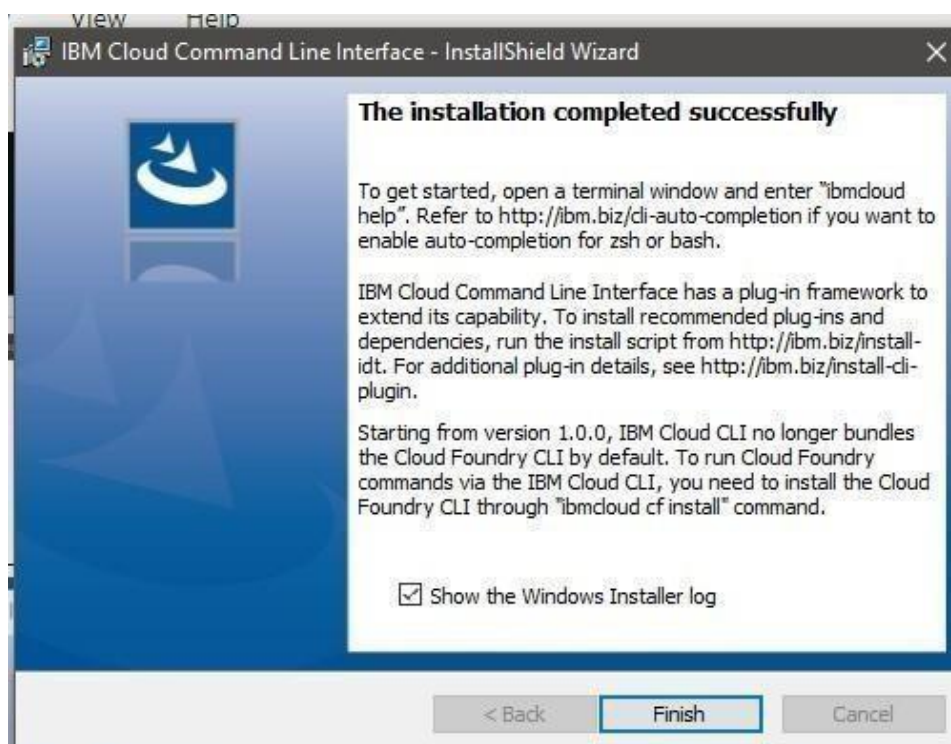 View Help
IBM Cloud Command Line Interface - InstallShield Wizard
The installation completed successfully
To get started, open a terminal window and enter "ibmcloud
help". Refer to http://ibm.biz/cli-auto-completion if you want to
enable auto-completion for zsh or bash.
IBM Cloud Command Line Interface has a plug-in framework to
extend its capability. To install recommended plug-ins and
dependencies, run the install script from http://ibm.biz/install-
idt. For additional plug-in details, see http://ibm.biz/install-cli-
plugin.
Starting from version 1.0.0, IBM Cloud CLI no longer bundles
the Cloud Foundry CLI by default. To run Cloud Foundry
commands via the IBM Cloud CLI, you need to install the Cloud
Foundry CLI through "ibmcloud cf install" command.
Show the Windows Installer log
< Back Finish Cancel